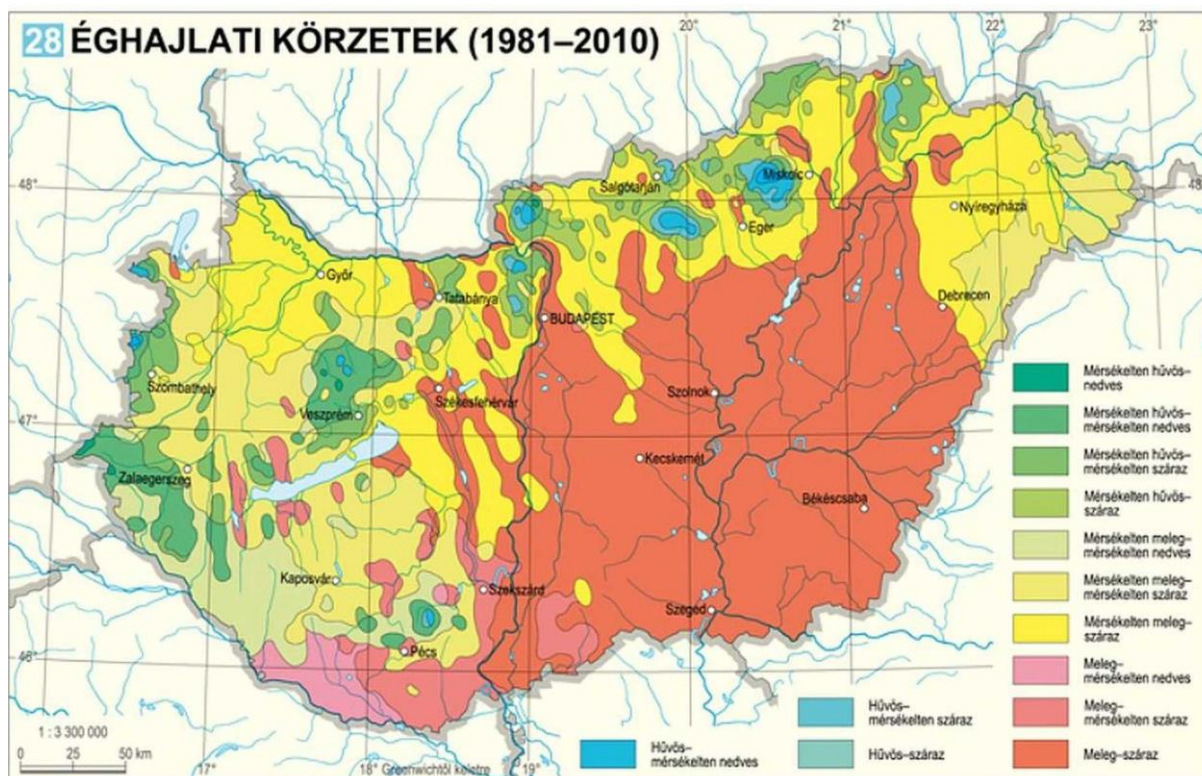 28 ÉGHAJLATI KÖRZETEK (1981–2010)
20°
21°
22°
23°
48°
48°
Salgótarján
Miskolc
Nyíregyháza
Eger
Győr
Tatabánya
Debrecen
BUDAPEST
Szombathely
Székesfehérvár
Szolnok
Veszprém
47°
Zalaegerszeg
Kecskemét
Békéscsaba
Kaposvár
Szekszárd
Szeged
Pécs
Mérsékelten hűvös–
nedves
Mérsékelten hűvös–
mérsékelten nedves
Mérsékelten hűvös–
mérsékelten száraz
Mérsékelten hűvös–
száraz
Mérsékelten meleg–
mérsékelten nedves
Mérsékelten meleg–
mérsékelten száraz
Mérsékelten meleg–
száraz
Meleg–
mérsékelten nedves
Meleg–
mérsékelten száraz
Meleg–száraz
Hűvös–
mérsékelten száraz
Hűvös–száraz
Hűvös–
mérsékelten nedves
1 : 3 300 000
0 25 50 km
17°
18° Greenwichtől keletre 19°